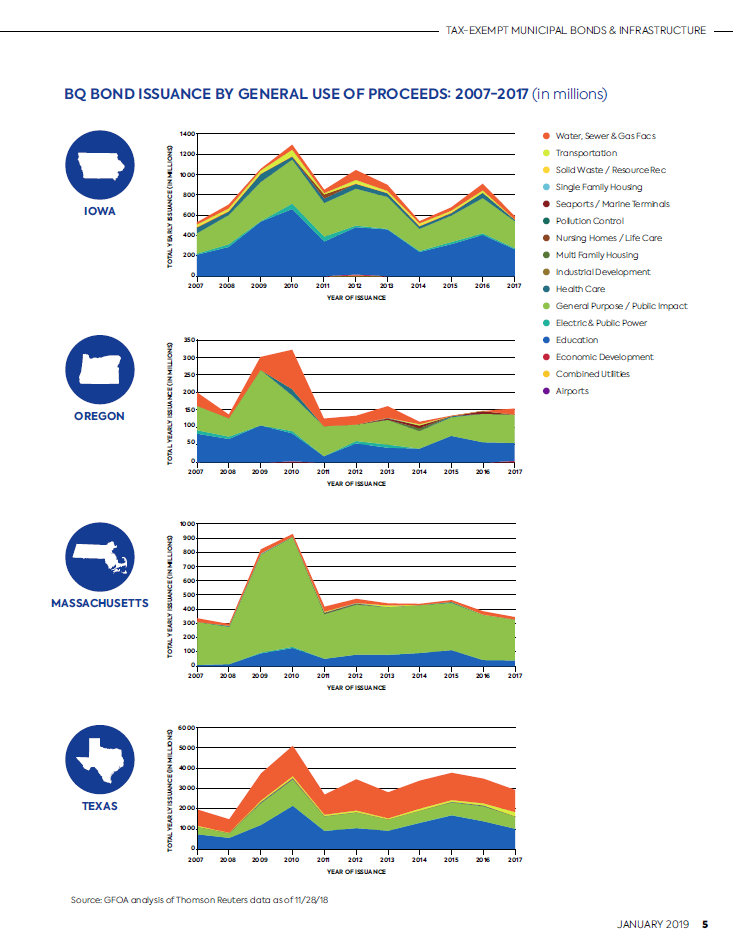 TAX-EXEMPT MUNICIPAL BONDS & INFRASTRUCTURE
BQ BOND ISSUANCE BY GENERAL USE OF PROCEEDS: 2007-2017 (in millions)
IOWA
TOTAL YEARLY ISSUANCE (IN MILLIONS)
1400
1200
1000
800
600
400
200
0
2007 2008 2009 2010 2011 2012 2013 2014 2015 2016 2017
YEAR OF ISSUANCE
Water, Sewer & Gas Facs
Transportation
Solid Waste / Resource Rec
Single Family Housing
Seaports / Marine Terminals
Pollution Control
Nursing Homes / Life Care
Multi Family Housing
Industrial Development
Health Care
General Purpose / Public Impact
Electric & Public Power
Education
Economic Development
Combined Utilities
Airports
OREGON
TOTAL YEARLY ISSUANCE (IN MILLIONS)
350
300
250
200
150
100
50
0
2007 2008 2009 2010 2011 2012 2013 2014 2015 2016 2017
YEAR OF ISSUANCE
MASSACHUSETTS
TOTAL YEARLY ISSUANCE (IN MILLIONS)
1000
900
800
700
600
500
400
300
200
100
0
2007 2008 2009 2010 2011 2012 2013 2014 2015 2016 2017
YEAR OF ISSUANCE
TEXAS
TOTAL YEARLY ISSUANCE (IN MILLIONS)
6000
5000
4000
3000
2000
1000
0
2007 2008 2009 2010 2011 2012 2013 2014 2015 2016 2017
YEAR OF ISSUANCE
Source: GFOA analysis of Thomson Reuters data as of 11/28/18
JANUARY 2019 5